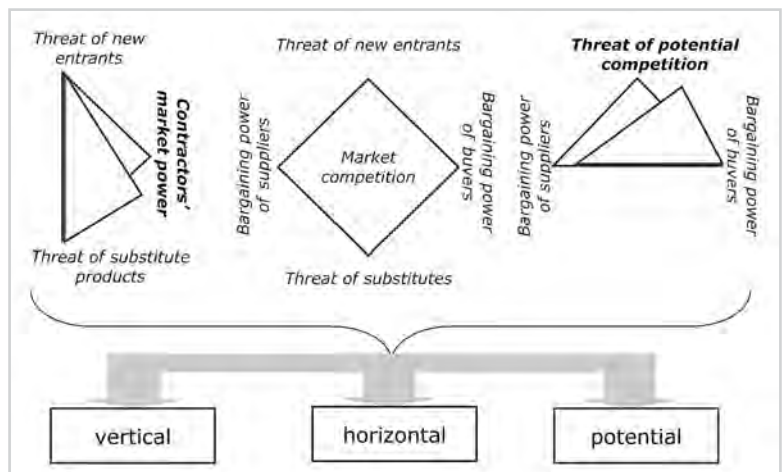 Threat of new
entrants
Contractors'
market power
Threat of substitute
products
Threat of new entrants
Bargaining power
of suppliers
Market
competition
Bargaining power
of buyers
Threat of substitutes
Threat of potential
competition
Bargaining power
of suppliers
Bargaining power
of buyers
vertical
horizontal
potential